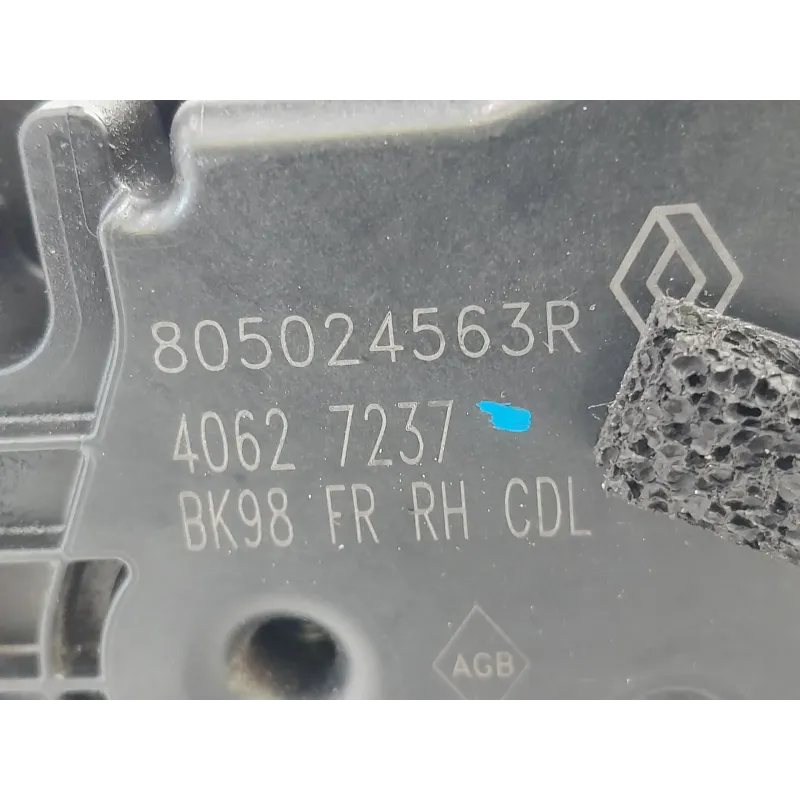 805024563R
4062 7237
BK98 FR RH CDL
AGB